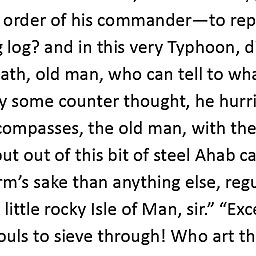 order of his commander—to rep
log? and in this very Typhoon, d
ath, old man, who can tell to wha
y some counter thought, he hurri
compasses, the old man, with the
out out of this bit of steel Ahab ca
rm’s sake than anything else, regu
little rocky Isle of Man, sir.” “Exce
ouls to sieve through! Who art th